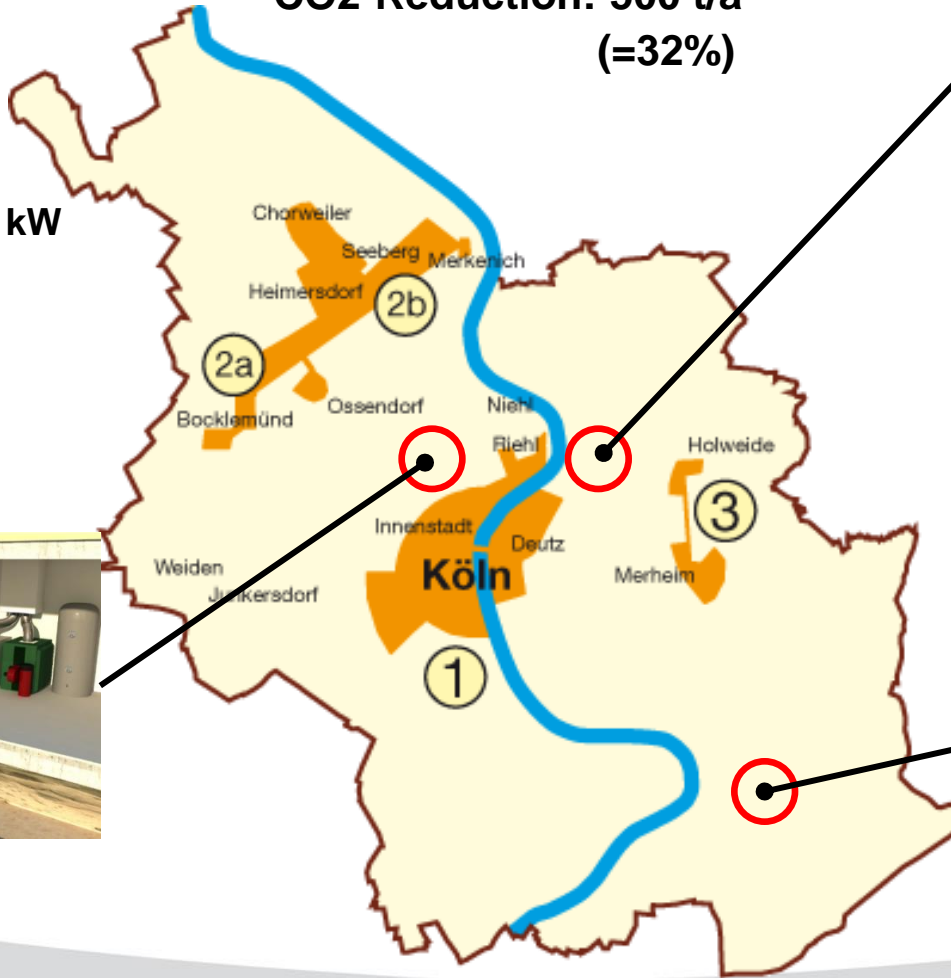 (=32%)
kW
Chorweiler
Seeberg
Merkenich
Heimersdorf
2b
2a
Ossendorf
Niehl
Bocklemünd
Riehl
Holweide
3
Innenstadt
Deutz
Weiden
Köln
Merheim
Junkersdorf
1